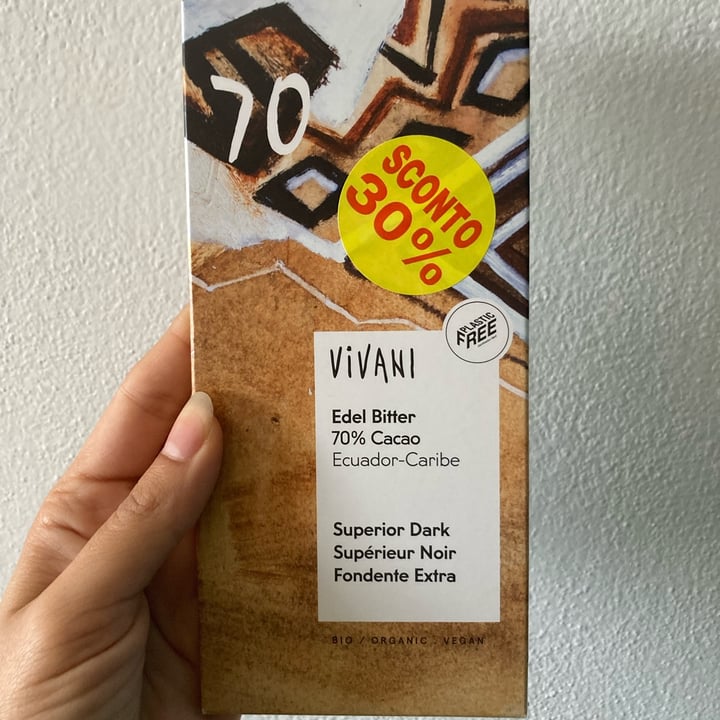 70
SCONTO
30%
PLASTIC
FREE
ViVANI
Edel Bitter
70% Cacao
Ecuador-Caribe
Superior Dark
Supérieur Noir
Fondente Extra
BIO / ORGANIC . VEGAN